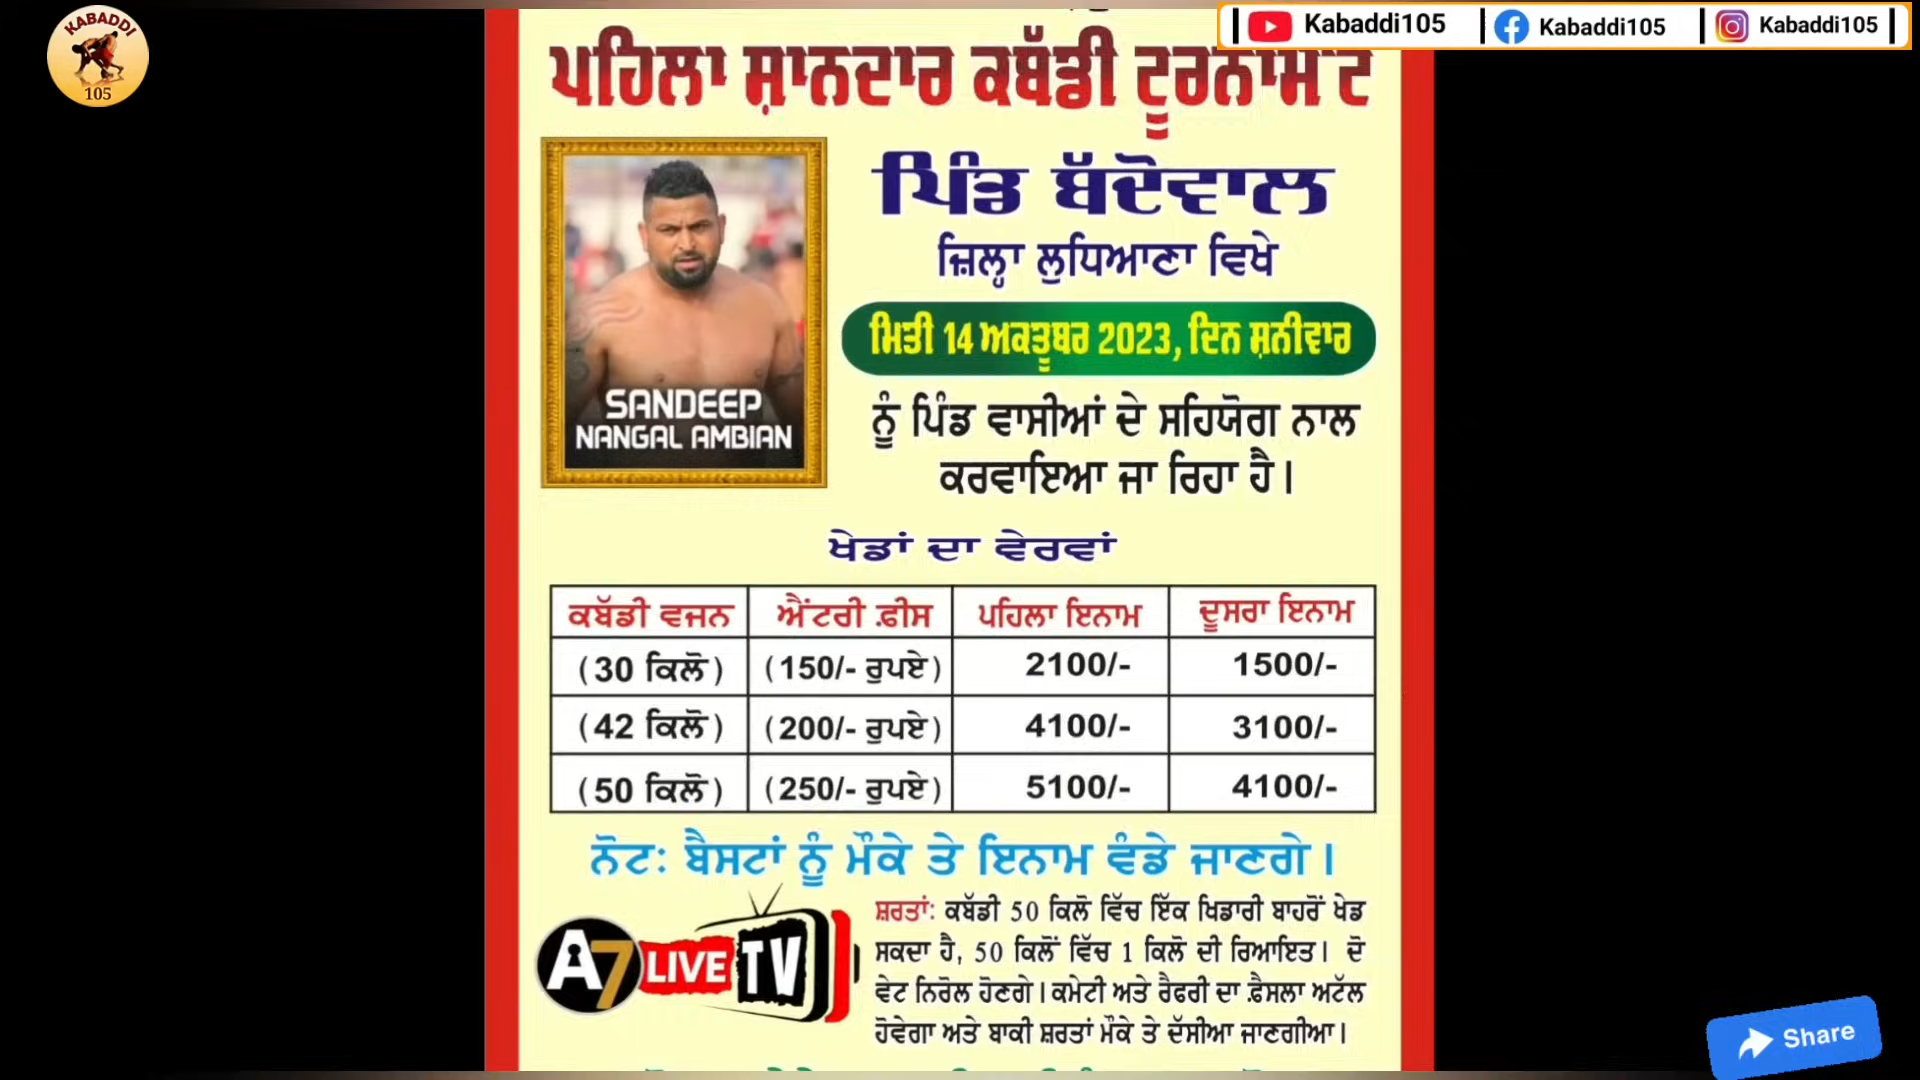 KABADDI
105
Kabaddi105
Kabaddi105
Kabaddi105
ਪਹਿਲਾ ਸ਼ਾਨਦਾਰ ਕਬੱਡੀ ਟੂਰਨਾਮੈਂਟ
ਪਿੰਡ ਬੱਦੋਵਾਲ
ਜ਼ਿਲ੍ਹਾ ਲੁਧਿਆਣਾ ਵਿਖੇ
ਮਿਤੀ 14 ਅਕਤੂਬਰ 2023, ਦਿਨ ਸ਼ਨੀਵਾਰ
ਨੂੰ ਪਿੰਡ ਵਾਸੀਆਂ ਦੇ ਸਹਿਯੋਗ ਨਾਲ
ਕਰਵਾਇਆ ਜਾ ਰਿਹਾ ਹੈ।
SANDEEP
NANGAL AMBIAN
ਖੇਡਾਂ ਦਾ ਵੇਰਵਾਂ
ਕਬੱਡੀ ਵਜਨ ਐਂਟਰੀ ਫ਼ੀਸ ਪਹਿਲਾ ਇਨਾਮ ਦੂਸਰਾ ਇਨਾਮ
(30 ਕਿਲੋ) (150/- ਰੁਪਏ) 2100/- 1500/-
(42 ਕਿਲੋ) (200/- ਰੁਪਏ) 4100/- 3100/-
(50 ਕਿਲੋ) (250/- ਰੁਪਏ) 5100/- 4100/-
ਨੋਟ: ਬੈਸਟਾਂ ਨੂੰ ਮੌਕੇ ਤੇ ਇਨਾਮ ਵੰਡੇ ਜਾਣਗੇ।
A7 LIVE TV
ਸ਼ਰਤਾਂ: ਕਬੱਡੀ 50 ਕਿਲੋ ਵਿੱਚ ਇੱਕ ਖਿਡਾਰੀ ਬਾਹਰੋਂ ਖੇਡ
ਸਕਦਾ ਹੈ, 50 ਕਿਲੋਂ ਵਿੱਚ 1 ਕਿਲੋ ਦੀ ਰਿਆਇਤ। ਦੋ
ਵੇਟ ਨਿਰੋਲ ਹੋਣਗੇ। ਕਮੇਟੀ ਅਤੇ ਰੈਫਰੀ ਦਾ ਫ਼ੈਸਲਾ ਅਟੱਲ
ਹੋਵੇਗਾ ਅਤੇ ਬਾਕੀ ਸ਼ਰਤਾਂ ਮੌਕੇ ਤੇ ਦੱਸੀਆ ਜਾਣਗੀਆ।
Share